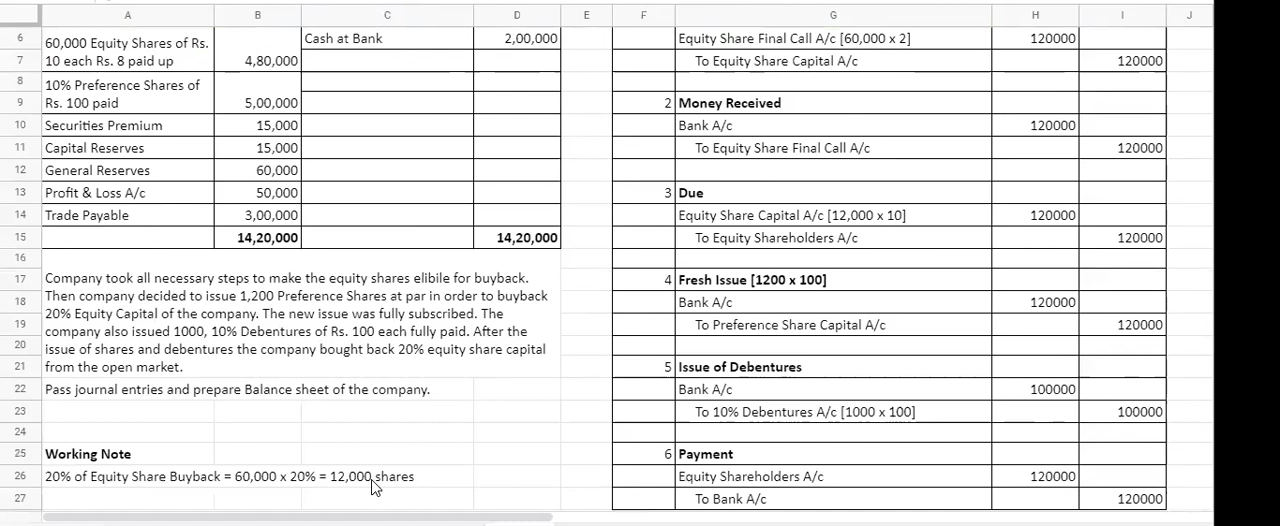 A B C D E F G H I J
6 60,000 Equity Shares of Rs. Cash at Bank 2,00,000 Equity Share Final Call A/c [60,000 x 2] 120000
7 10 each Rs. 8 paid up 4,80,000 To Equity Share Capital A/c 120000
8 10% Preference Shares of
9 Rs. 100 paid 5,00,000 2 Money Received
10 Securities Premium 15,000 Bank A/c 120000
11 Capital Reserves 15,000 To Equity Share Final Call A/c 120000
12 General Reserves 60,000
13 Profit & Loss A/c 50,000 3 Due
14 Trade Payable 3,00,000 Equity Share Capital A/c [12,000 x 10] 120000
15 14,20,000 14,20,000 To Equity Shareholders A/c 120000
16
17 Company took all necessary steps to make the equity shares elibile for buyback. 4 Fresh Issue [1200 x 100]
18 Then company decided to issue 1,200 Preference Shares at par in order to buyback Bank A/c 120000
20% Equity Capital of the company. The new issue was fully subscribed. The
19 company also issued 1000, 10% Debentures of Rs. 100 each fully paid. After the To Preference Share Capital A/c 120000
20 issue of shares and debentures the company bought back 20% equity share capital
21 from the open market. 5 Issue of Debentures
22 Pass journal entries and prepare Balance sheet of the company. Bank A/c 100000
23 To 10% Debentures A/c [1000 x 100] 100000
24
25 Working Note 6 Payment
26 20% of Equity Share Buyback = 60,000 x 20% = 12,000 shares Equity Shareholders A/c 120000
27 To Bank A/c 120000